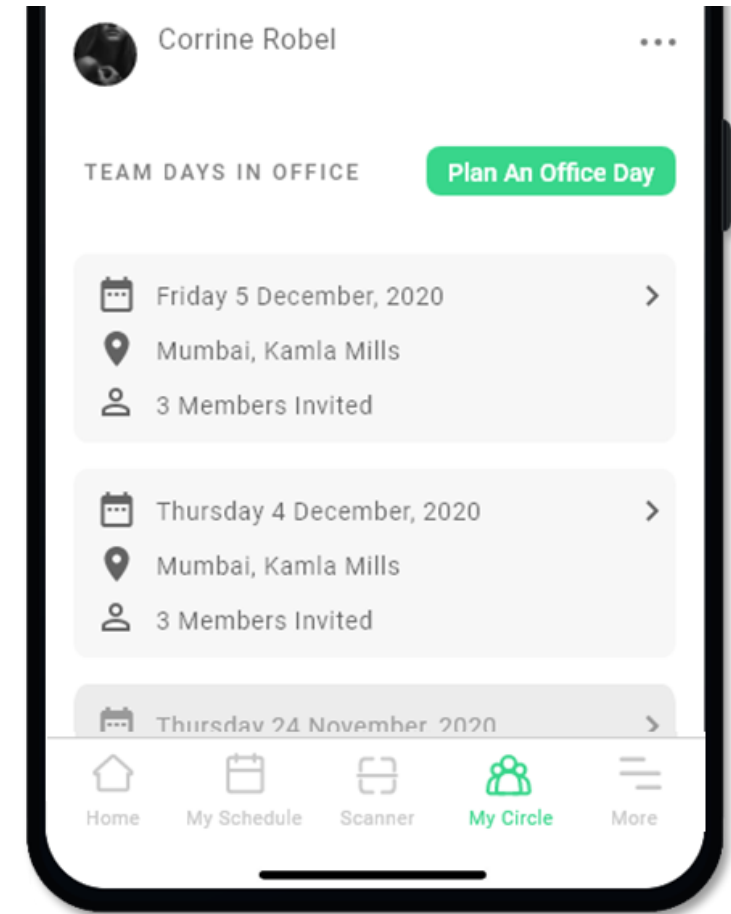 Corrine Robel
TEAM DAYS IN OFFICE
Plan An Office Day
Friday 5 December, 2020
Mumbai, Kamla Mills
3 Members Invited
Thursday 4 December, 2020
Mumbai, Kamla Mills
3 Members Invited
Thursday 24 November, 2020
Home
My Schedule
Scanner
My Circle
More